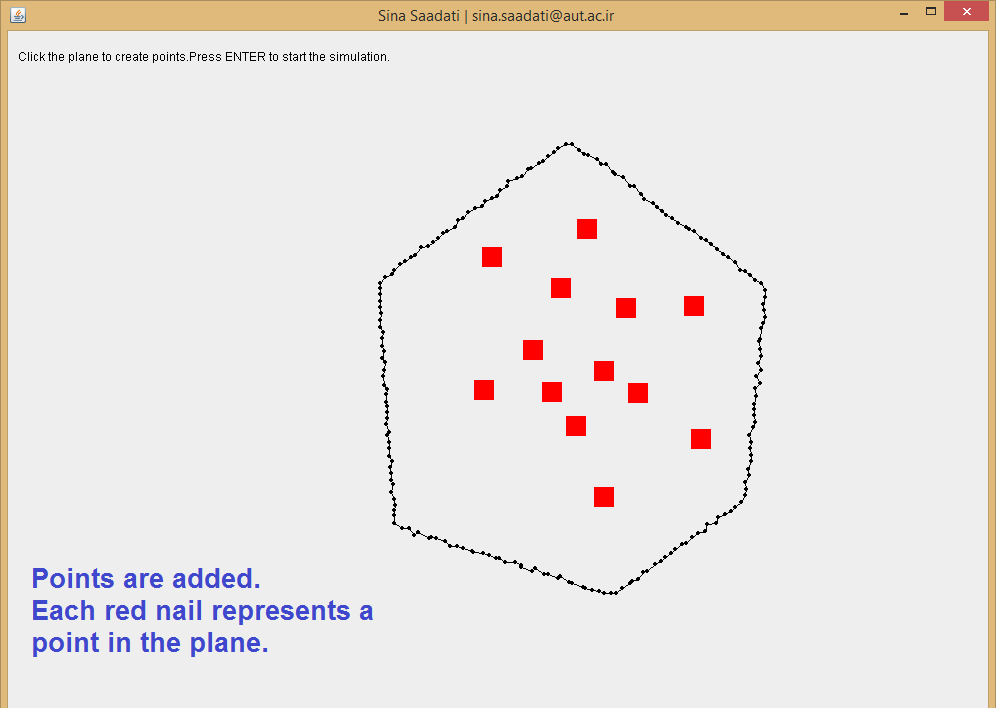 Sina Saadati | sina.saadati@aut.ac.ir
Click the plane to create points.Press ENTER to start the simulation.
Points are added.
Each red nail represents a
point in the plane.